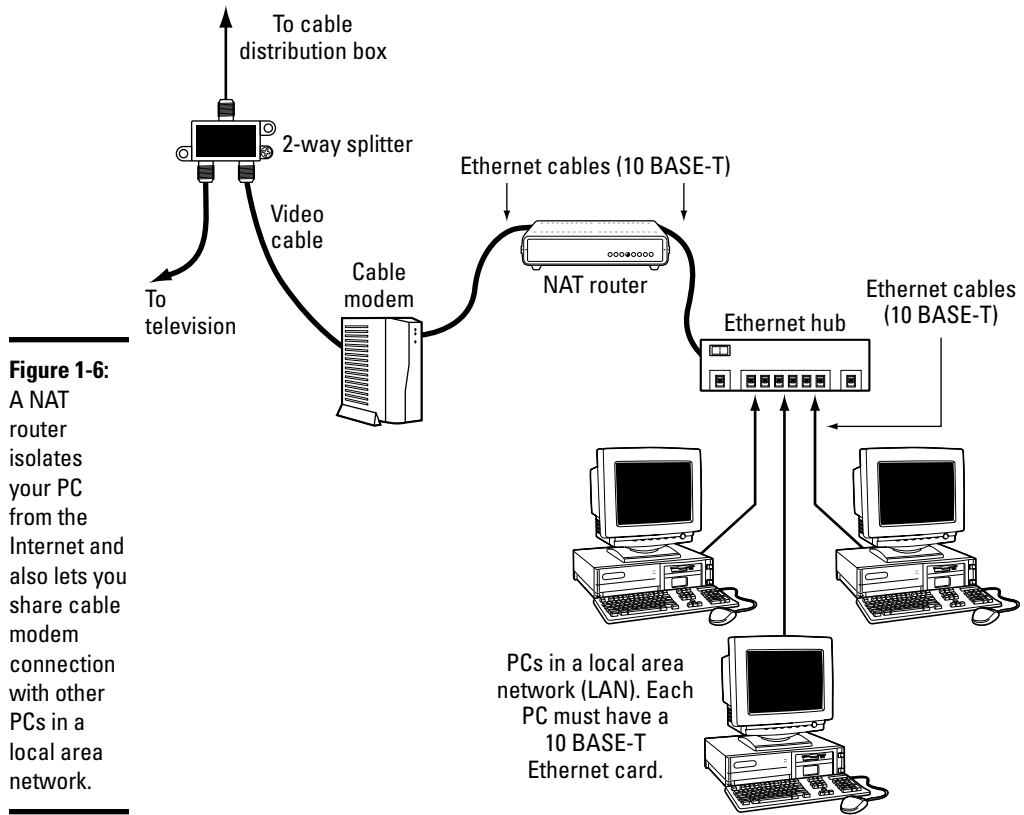 To cable
distribution box
2-way splitter
Ethernet cables (10 BASE-T)
Video
cable
Cable
modem
NAT router
To
television
Ethernet hub
Ethernet cables
(10 BASE-T)
Figure 1-6:
A NAT
router
isolates
your PC
from the
Internet and
also lets you
share cable
modem
connection
with other
PCs in a
local area
network.
PCs in a local area
network (LAN). Each
PC must have a
10 BASE-T
Ethernet card.